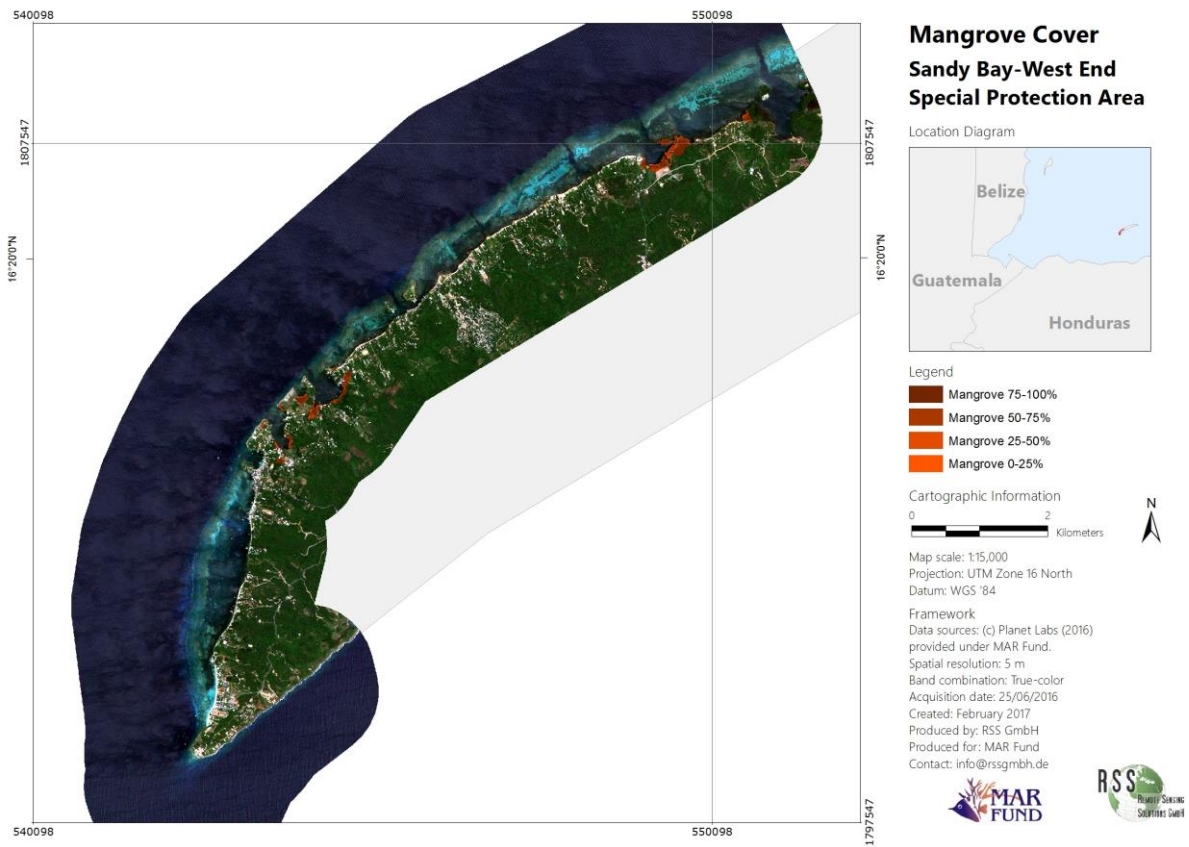 540098
550098
1807547
1807547
16°20'0"N
16°20'0"N
540098
550098
1797547
Mangrove Cover
Sandy Bay-West End
Special Protection Area
Location Diagram
Belize
Guatemala
Honduras
Legend
Mangrove 75-100%
Mangrove 50-75%
Mangrove 25-50%
Mangrove 0-25%
Cartographic Information
0 2
Kilometers
N
Map scale: 1:15,000
Projection: UTM Zone 16 North
Datum: WGS '84
Framework
Data sources: (c) Planet Labs (2016)
provided under MAR Fund.
Spatial resolution: 5 m
Band combination: True-color
Acquisition date: 25/06/2016
Created: February 2017
Produced by: RSS GmbH
Produced for: MAR Fund
Contact: info@rssgmbh.de
MAR
FUND
RSS
Remote Sensing
Solutions GmbH